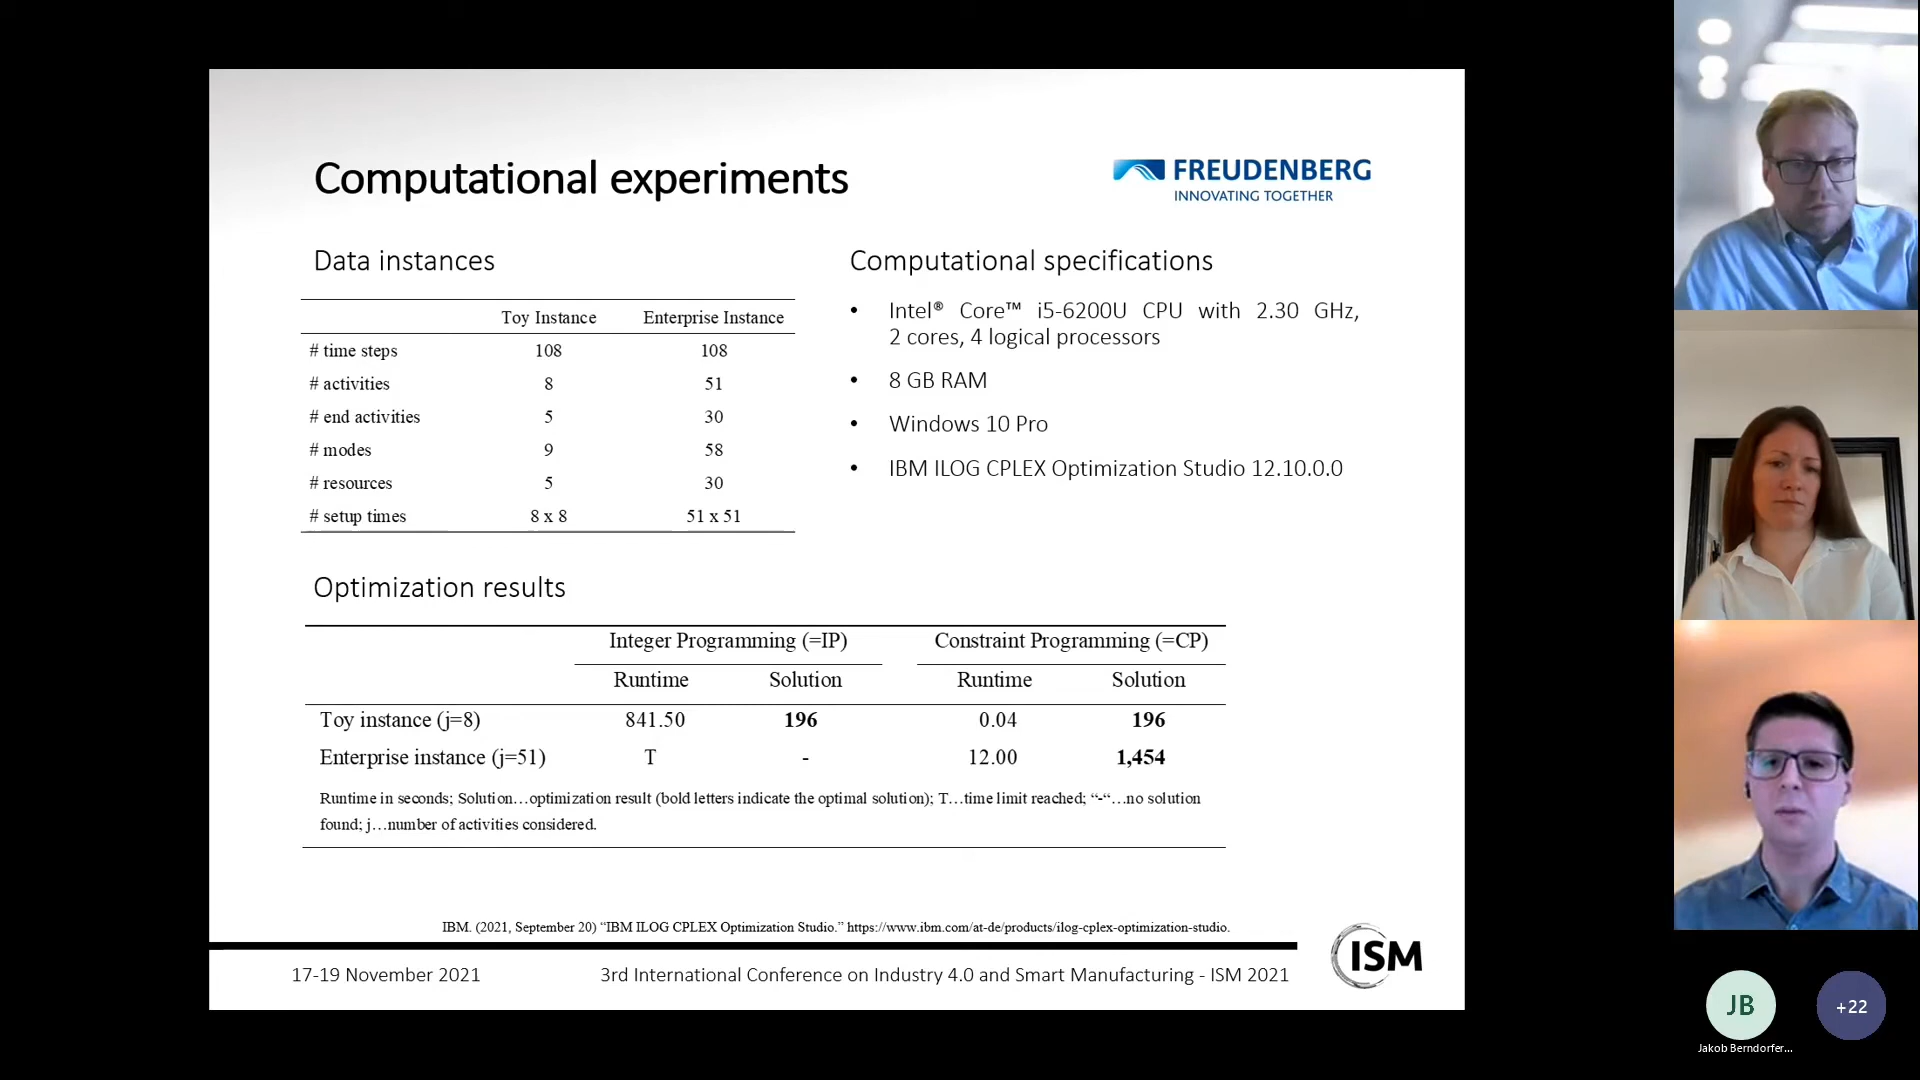 Computational experiments
FREUDENBERG
INNOVATING TOGETHER
Data instances
Toy Instance Enterprise Instance
# time steps 108 108
# activities 8 51
# end activities 5 30
# modes 9 58
# resources 5 30
# setup times 8 x 8 51 x 51
Computational specifications
• Intel® Core™ i5-6200U CPU with 2.30 GHz,
2 cores, 4 logical processors
• 8 GB RAM
• Windows 10 Pro
• IBM ILOG CPLEX Optimization Studio 12.10.0.0
Optimization results
Integer Programming (=IP) Constraint Programming (=CP)
Runtime Solution Runtime Solution
Toy instance (j=8) 841.50 196 0.04 196
Enterprise instance (j=51) T - 12.00 1,454
Runtime in seconds; Solution…optimization result (bold letters indicate the optimal solution); T…time limit reached; “-“…no solution
found; j…number of activities considered.
IBM. (2021, September 20) “IBM ILOG CPLEX Optimization Studio.” https://www.ibm.com/at-de/products/ilog-cplex-optimization-studio.
17-19 November 2021 3rd International Conference on Industry 4.0 and Smart Manufacturing - ISM 2021
ISM
JB
+22
Jakob Berndorfer...